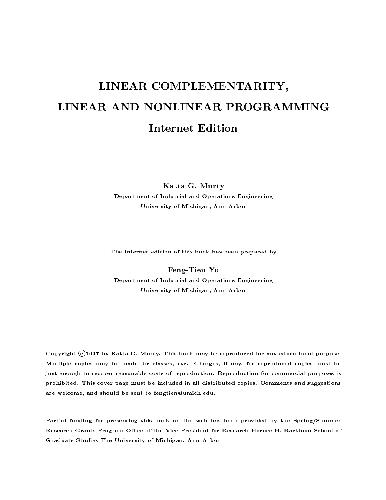 LINEAR COMPLEMENTARITY,
LINEAR AND NONLINEAR PROGRAMMING
Internet Edition
Katta G. Murty
Department of Industrial and Operations Engineering
University of Michigan, Ann Arbor
The internet edition of this book has been prepared by
Feng-Tien Yu
Department of Industrial and Operations Engineering
University of Michigan, Ann Arbor
Copyright ©1997 by Katta G. Murty. This book may be reproduced for any educational purpose.
Multiple copies may be made for classes, etc. Charges, if any, for reproduced copies must be
just enough to recover reasonable costs of reproduction. Reproduction for commercial purposes is
prohibited. This cover page must be included in all distributed copies. Comments and suggestions
are welcome, and should be sent to
Partial funding for presenting this book on the web has been provided by the Spring/Summer
Research Grants Program Office of the Vice President for Research Horace H. Rackham School of
Graduate Studies The University of Michigan, Ann Arbor